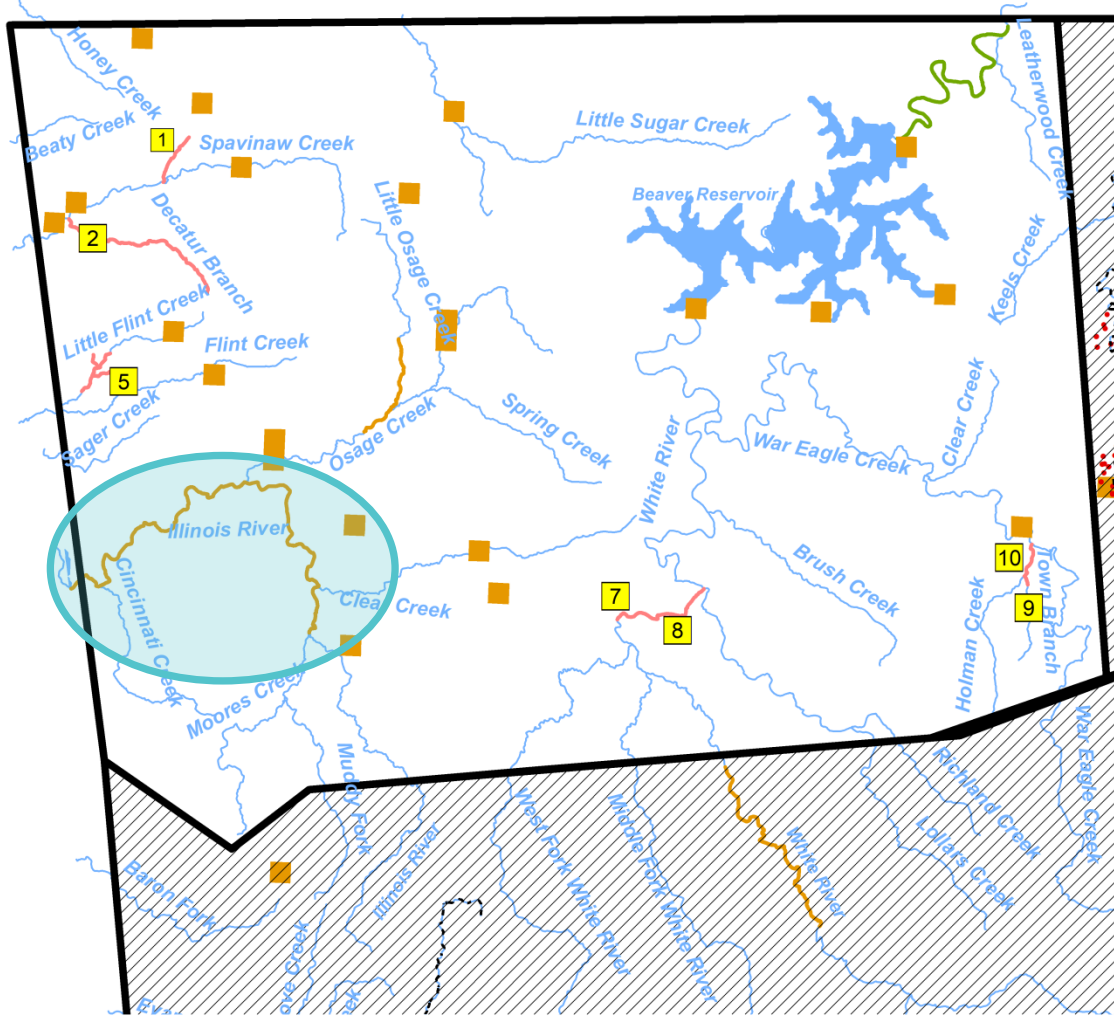 Honey Creek
Leatherwood Creek
Beaty Creek
1
Spavinaw Creek
Little Sugar Creek
Little Osage Creek
Beaver Reservoir
Decatur Branch
2
Keels Creek
Little Flint Creek
Flint Creek
5
Sager Creek
Osage Creek
Spring Creek
White River
War Eagle Creek
Clear Creek
Illinois River
Cincinnati Creek
Clear Creek
Brush Creek
10
Town Branch
9
7
8
Holman Creek
Moores Creek
Muddy Fork
Illinois River
West Fork White River
Middle Fork White River
White River
Richland Creek
Lollars Creek
War Eagle Creek
Baron Fork
ove Creek
eek